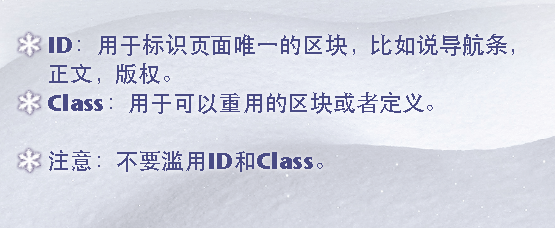 ID：用于标识页面唯一的区块，比如说导航条，
正文，版权。
Class：用于可以重用的区块或者定义。
注意：不要滥用ID和Class。